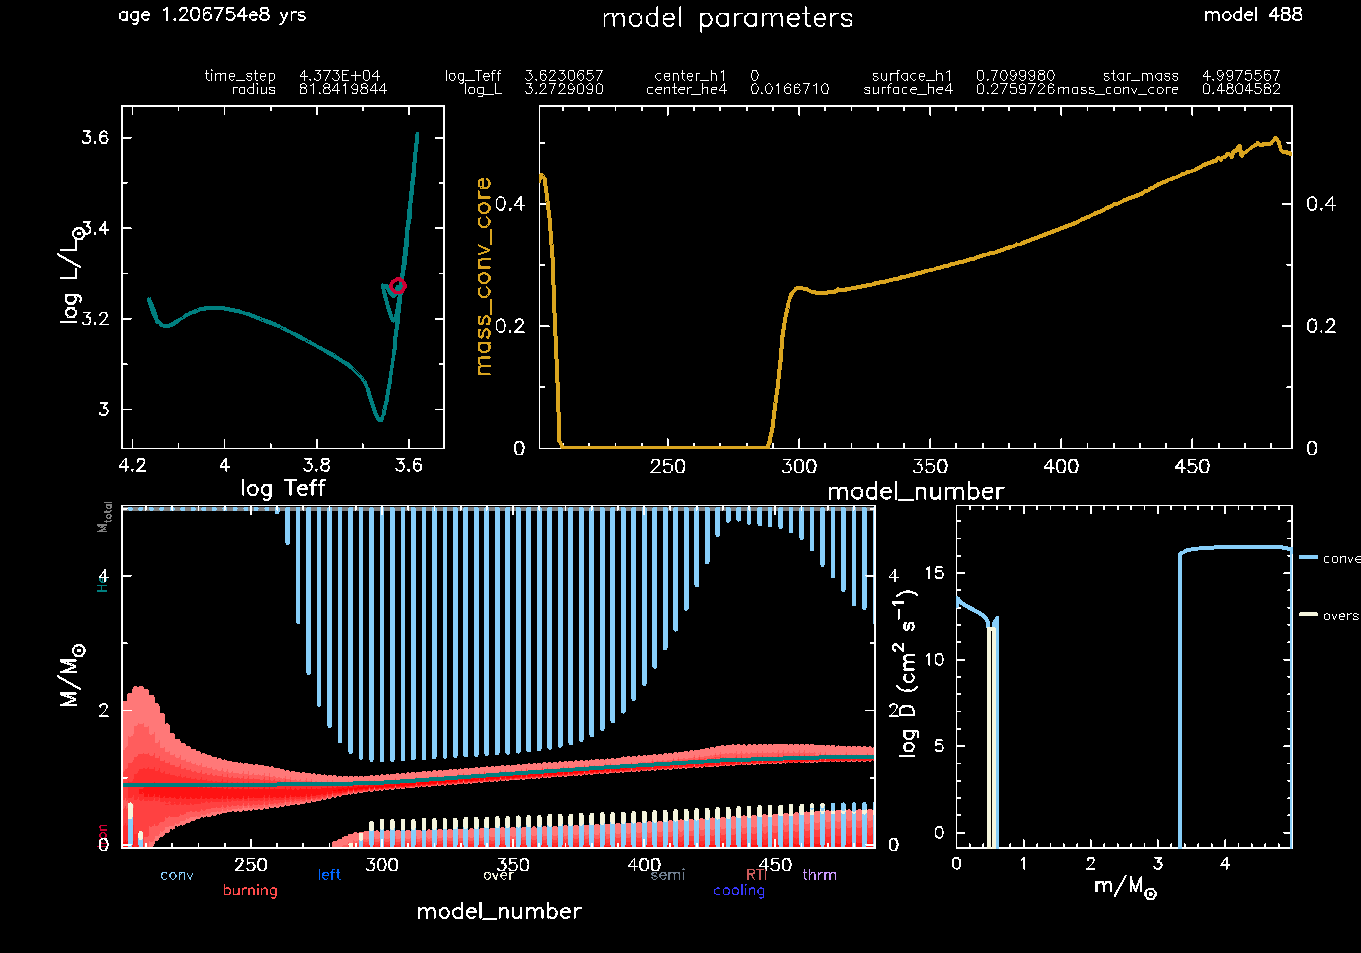 age 1.206754e8 yrs model parameters model 488
time_step 4.373E+04 log_Teff 3.6230657 center_h1 0 surface_h1 0.7099980 star_mass 4.9975567
radius 81.8419844 log_L 3.2729090 center_he4 0.0166710 surface_he4 0.2759726 mass_conv_core 0.4804582
log L/L☉
3.6
3.4
3.2
3
4.2 4 3.8 3.6
log Teff
mass_conv_core
0.4 0.4
0.2 0.2
0 0
250 300 350 400 450
model_number
M_total
He
M/M☉
4 4
2 2
0 0
250 300 350 400 450
conv left over semi RTI thrm
burning cooling
model_number
log D (cm² s⁻¹)
15
10
5
0
0 1 2 3 4
m/M☉
conve
overs